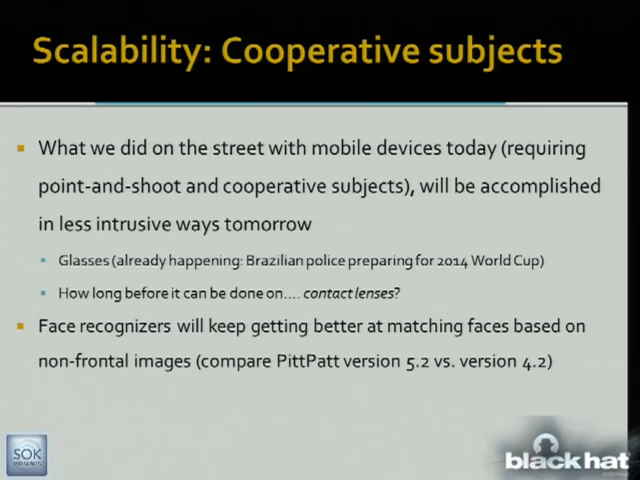 Scalability: Cooperative subjects
What we did on the street with mobile devices today (requiring
point-and-shoot and cooperative subjects), will be accomplished
in less intrusive ways tomorrow
Glasses (already happening: Brazilian police preparing for 2014 World Cup)
How long before it can be done on.... contact lenses?
Face recognizers will keep getting better at matching faces based on
non-frontal images (compare PittPatt version 5.2 vs. version 4.2)
SOK
PRESENTS
black hat